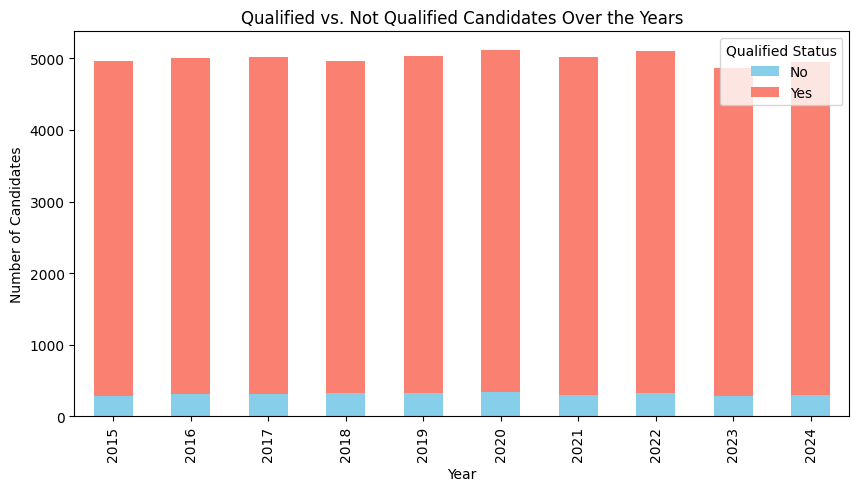 Qualified vs. Not Qualified Candidates Over the Years
Qualified Status
No
Yes
Number of Candidates
5000
4000
3000
2000
1000
0
2015
2016
2017
2018
2019
2020
2021
2022
2023
2024
Year